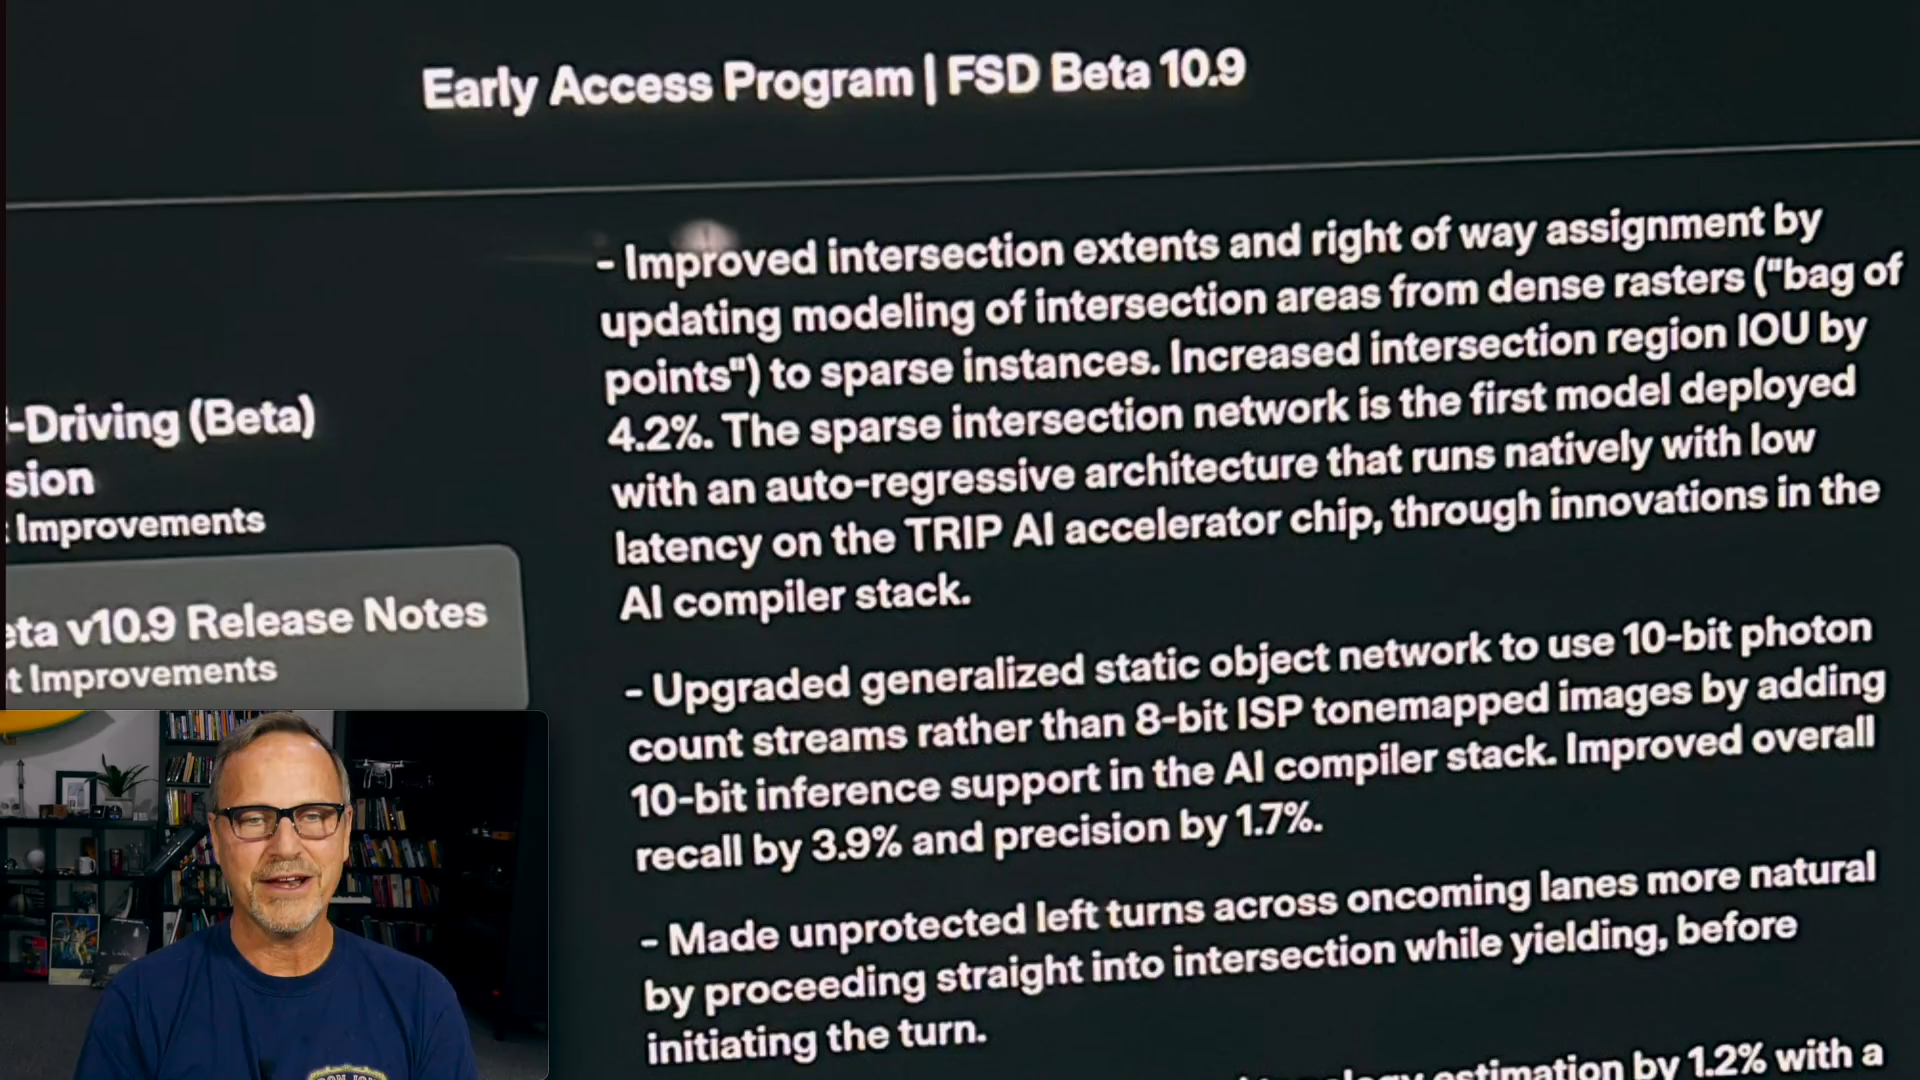 Early Access Program | FSD Beta 10.9
- Improved intersection extents and right of way assignment by
updating modeling of intersection areas from dense rasters ("bag of
points") to sparse instances. Increased intersection region IOU by
4.2%. The sparse intersection network is the first model deployed
with an auto-regressive architecture that runs natively with low
latency on the TRIP AI accelerator chip, through innovations in the
AI compiler stack.
- Upgraded generalized static object network to use 10-bit photon
count streams rather than 8-bit ISP tonemapped images by adding
10-bit inference support in the AI compiler stack. Improved overall
recall by 3.9% and precision by 1.7%.
- Made unprotected left turns across oncoming lanes more natural
by proceeding straight into intersection while yielding, before
initiating the turn.
estimation by 1.2% with a
-Driving (Beta)
sion
Improvements
eta v10.9 Release Notes
t Improvements